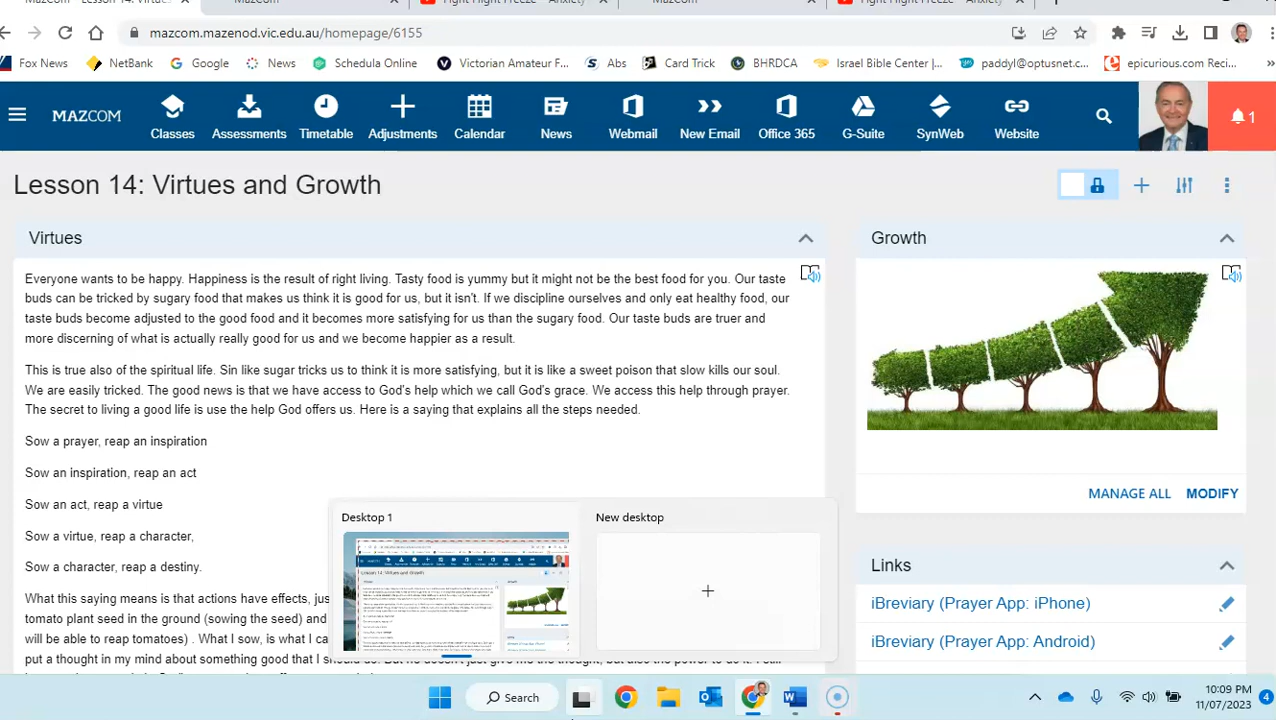 mazcom.mazenod.vic.edu.au/homepage/6155
Fox News NetBank Google News Schedula Online Victorian Amateur F... Abs Card Trick BHRDCA Israel Bible Center |... paddyl@optusnet.c... epicurious.com Reci... »
MAZCOM Classes Assessments Timetable Adjustments Calendar News Webmail New Email Office 365 G-Suite SynWeb Website 1
Lesson 14: Virtues and Growth
Virtues
Everyone wants to be happy. Happiness is the result of right living. Tasty food is yummy but it might not be the best food for you. Our taste
buds can be tricked by sugary food that makes us think it is good for us, but it isn't. If we discipline ourselves and only eat healthy food, our
taste buds become adjusted to the good food and it becomes more satisfying for us than the sugary food. Our taste buds are truer and
more discerning of what is actually really good for us and we become happier as a result.
This is true also of the spiritual life. Sin like sugar tricks us to think it is more satisfying, but it is like a sweet poison that slow kills our soul.
We are easily tricked. The good news is that we have access to God's help which we call God's grace. We access this help through prayer.
The secret to living a good life is use the help God offers us. Here is a saying that explains all the steps needed.
Sow a prayer, reap an inspiration
Sow an inspiration, reap an act
Sow an act, reap a virtue
Sow a virtue, reap a character,
Sow a character, reap a destiny.
What this saying means is that actions have effects, jus
tomato plant seed in the ground (sowing the seed) and
will be able to reap tomatoes) . What I sow, is what I ca
put a thought in my mind about something good that I
Growth
MANAGE ALL MODIFY
Links
iBreviary (Prayer App: iPhone)
iBreviary (Prayer App: Android)
Desktop 1
New desktop
Search
10:09 PM
11/07/2023
4